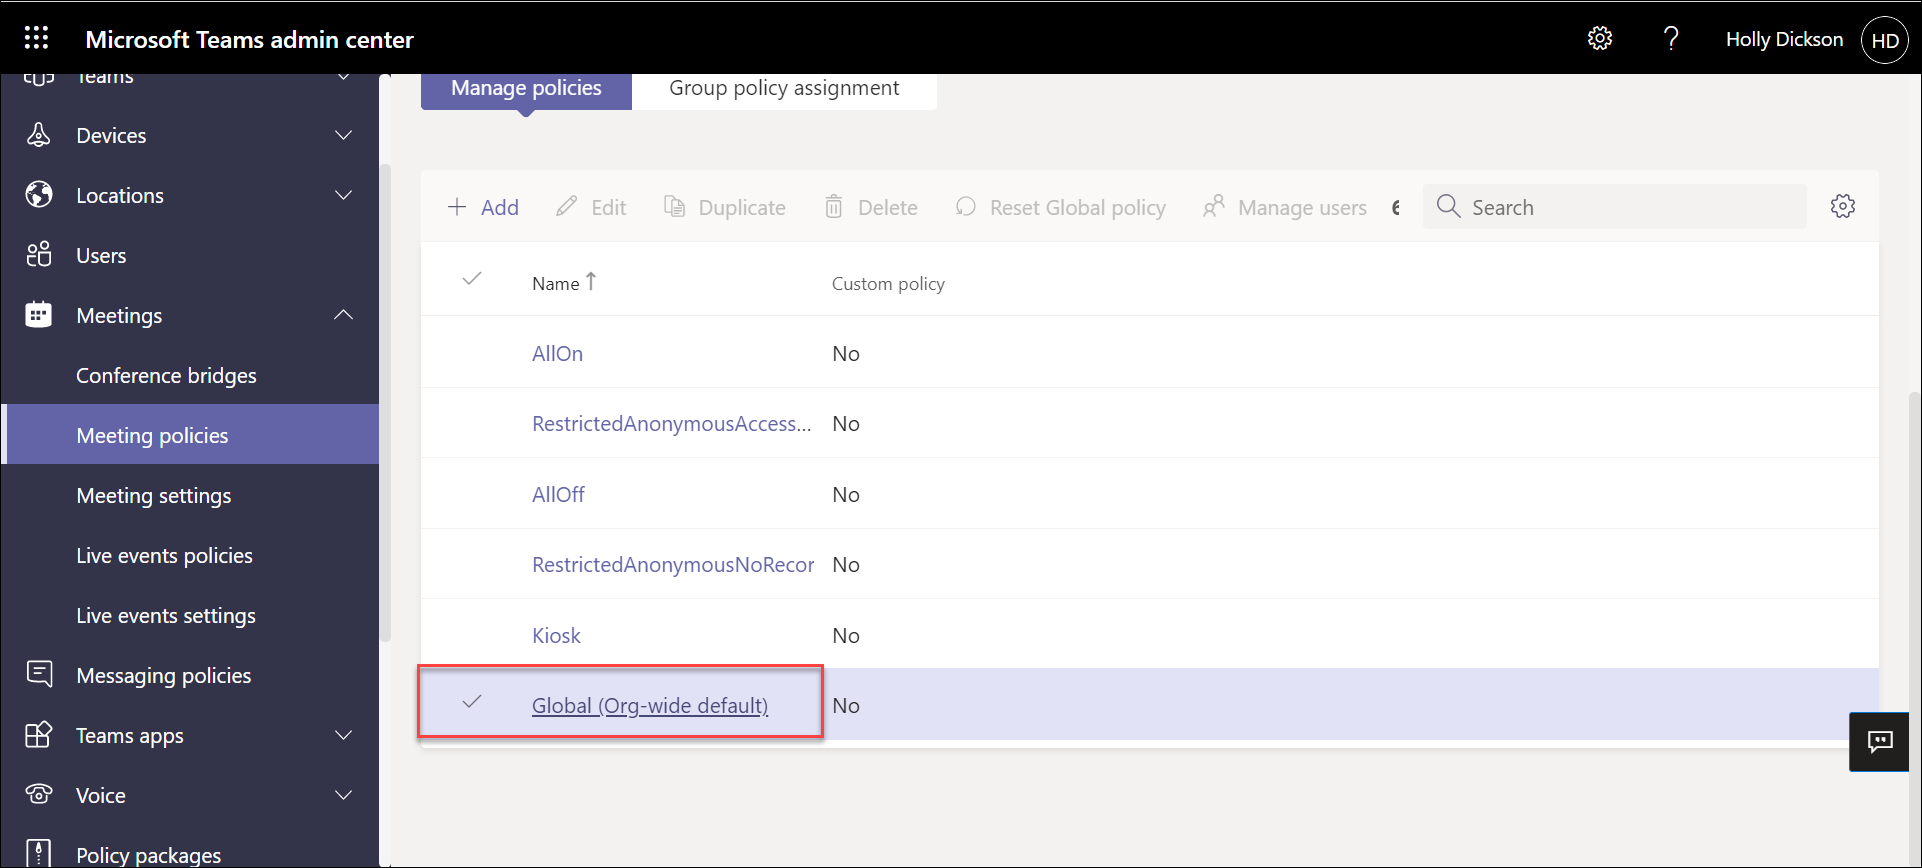 Microsoft Teams admin center
Holly Dickson
HD
Teams
Devices
Locations
Users
Meetings
Conference bridges
Meeting policies
Meeting settings
Live events policies
Live events settings
Messaging policies
Teams apps
Voice
Policy packages
Manage policies
Group policy assignment
Add
Edit
Duplicate
Delete
Reset Global policy
Manage users
Search
Name
Custom policy
AllOn
No
RestrictedAnonymousAccess...
No
AllOff
No
RestrictedAnonymousNoRecor
No
Kiosk
No
Global (Org-wide default)
No